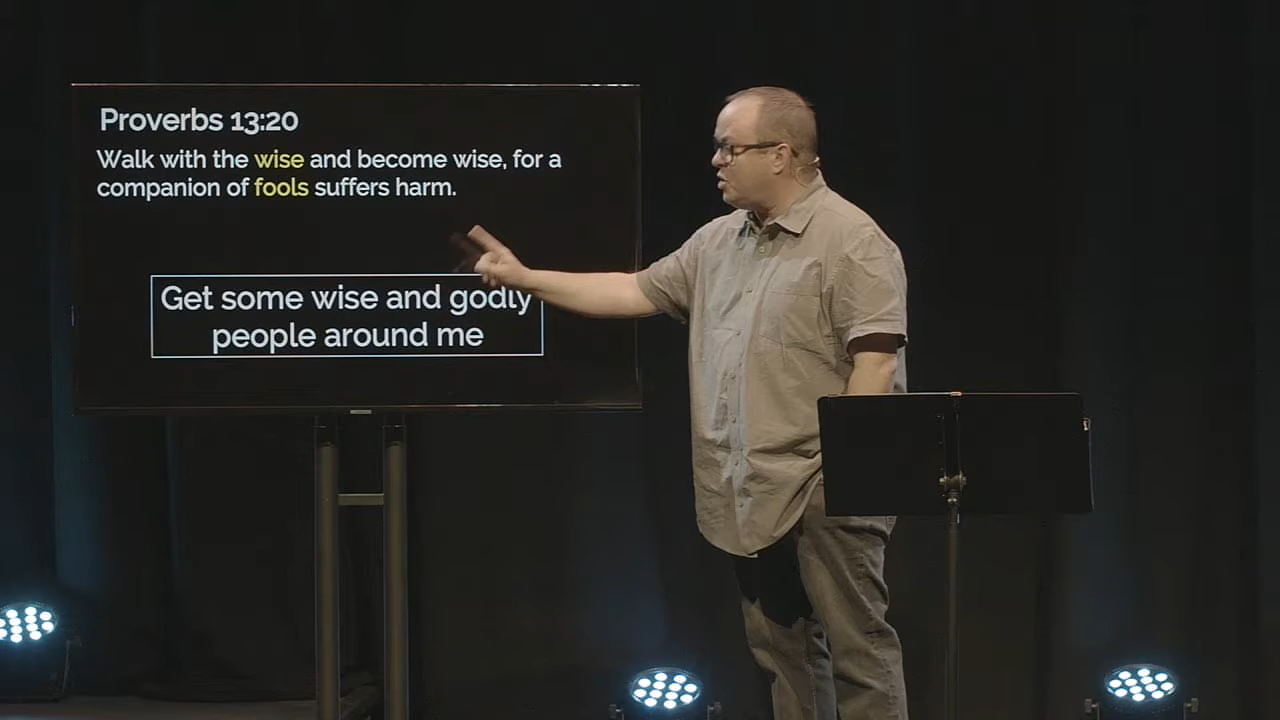 Proverbs 13:20
Walk with the wise and become wise, for a
companion of fools suffers harm.
Get some wise and godly
people around me